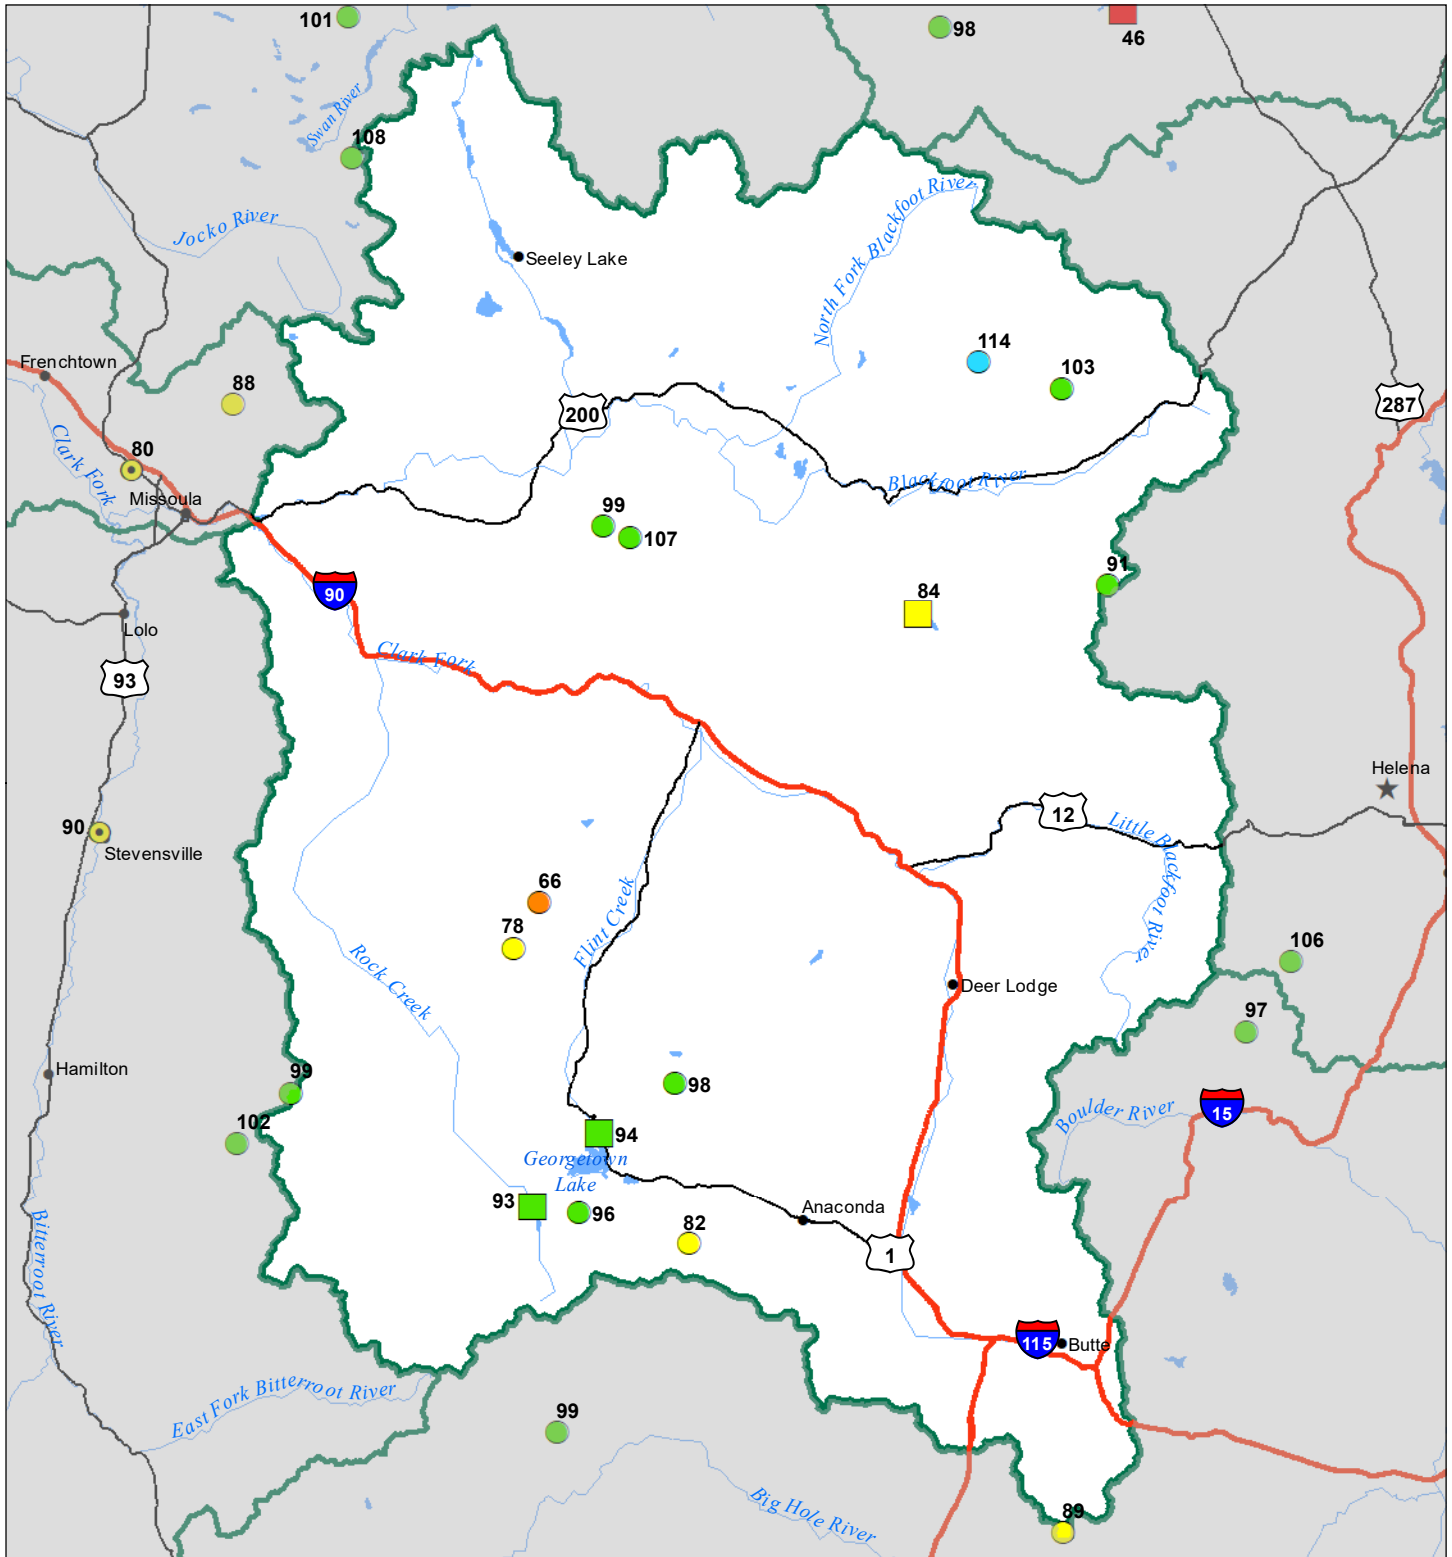 101
98
46
Swan River
108
Jocko River
North Fork Blackfoot River
Seeley Lake
Frenchtown
114
103
88
287
200
Clark Fork
80
Missoula
Blackfoot River
99
107
91
90
84
Lolo
Clark Fork
93
Helena
12
Little Blackfoot River
90
Stevensville
66
Flint Creek
78
Rock Creek
106
Deer Lodge
97
Hamilton
99
98
102
Boulder River
15
94
Georgetown
Lake
93
96
Anaconda
82
1
Bitterroot River
115
Butte
East Fork Bitterroot River
99
Big Hole River
89